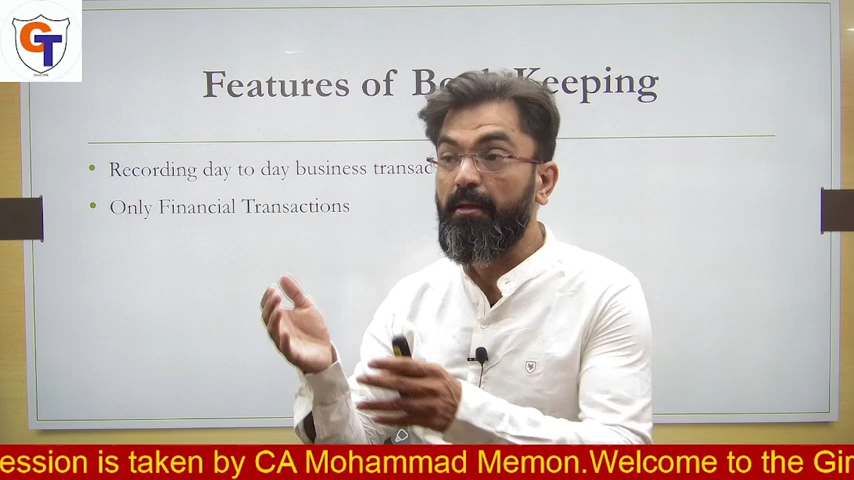 GT
Features of Book Keeping
Recording day to day business transac
Only Financial Transactions
ession is taken by CA Mohammad Memon.Welcome to the Gir